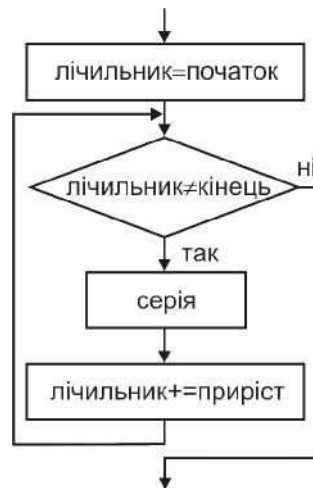 лічильник=початок
лічильник≠кінець
ні
так
серія
лічильник+=приріст